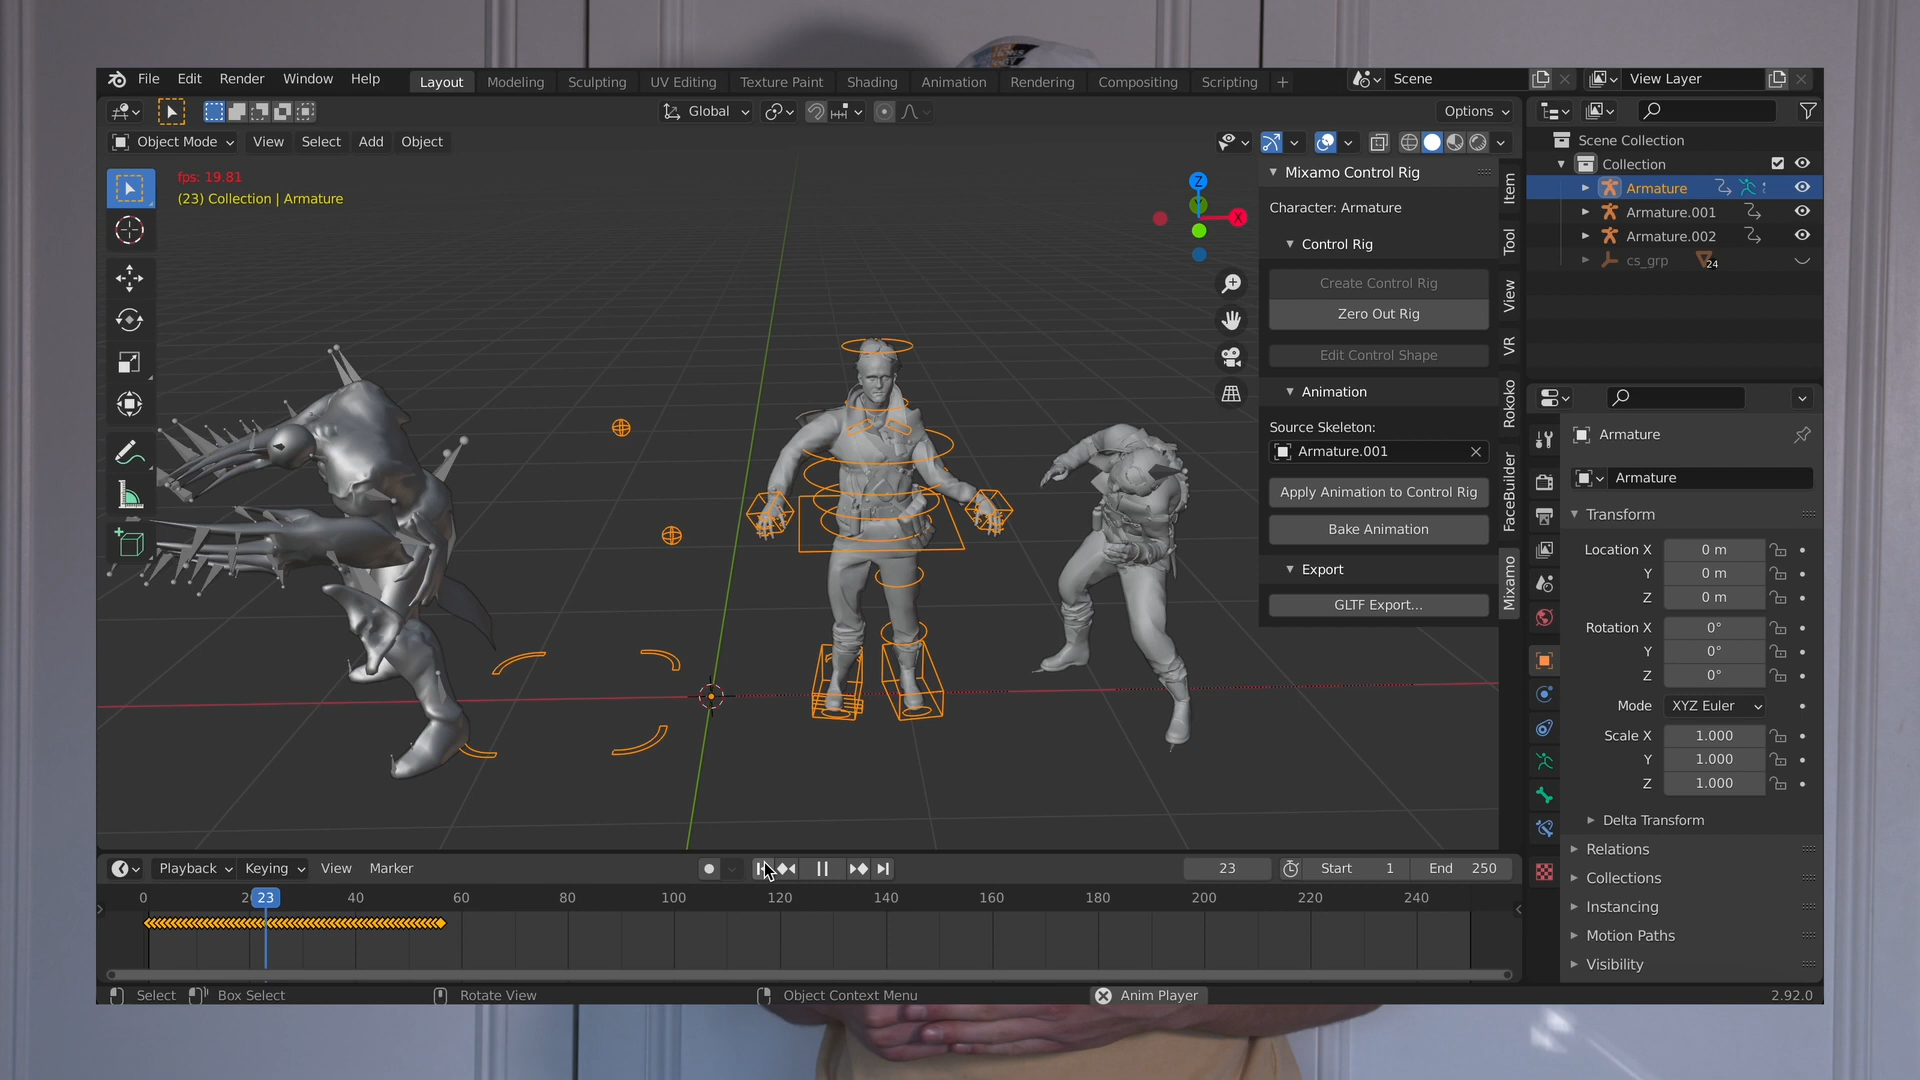 File Edit Render Window Help Layout Modeling Sculpting UV Editing Texture Paint Shading Animation Rendering Compositing Scripting + Scene View Layer
Global Options
Object Mode View Select Add Object
fps: 19.81
(23) Collection | Armature
Z
Y
X
Mixamo Control Rig
Character: Armature
Control Rig
Create Control Rig
Zero Out Rig
Edit Control Shape
Animation
Source Skeleton:
Armature.001
Apply Animation to Control Rig
Bake Animation
Export
GLTF Export...
Item
Tool
View
VR
Rokoko
FaceBuilder
Mixamo
Scene Collection
Collection
Armature
Armature.001
Armature.002
cs_grp 24
Armature
Armature
Transform
Location X 0 m
Y 0 m
Z 0 m
Rotation X 0°
Y 0°
Z 0°
Mode XYZ Euler
Scale X 1.000
Y 1.000
Z 1.000
Delta Transform
Relations
Collections
Instancing
Motion Paths
Visibility
Playback Keying View Marker 23 Start 1 End 250
0 23 40 60 80 100 120 140 160 180 200 220 240
Select Box Select Rotate View Object Context Menu Anim Player 2.92.0